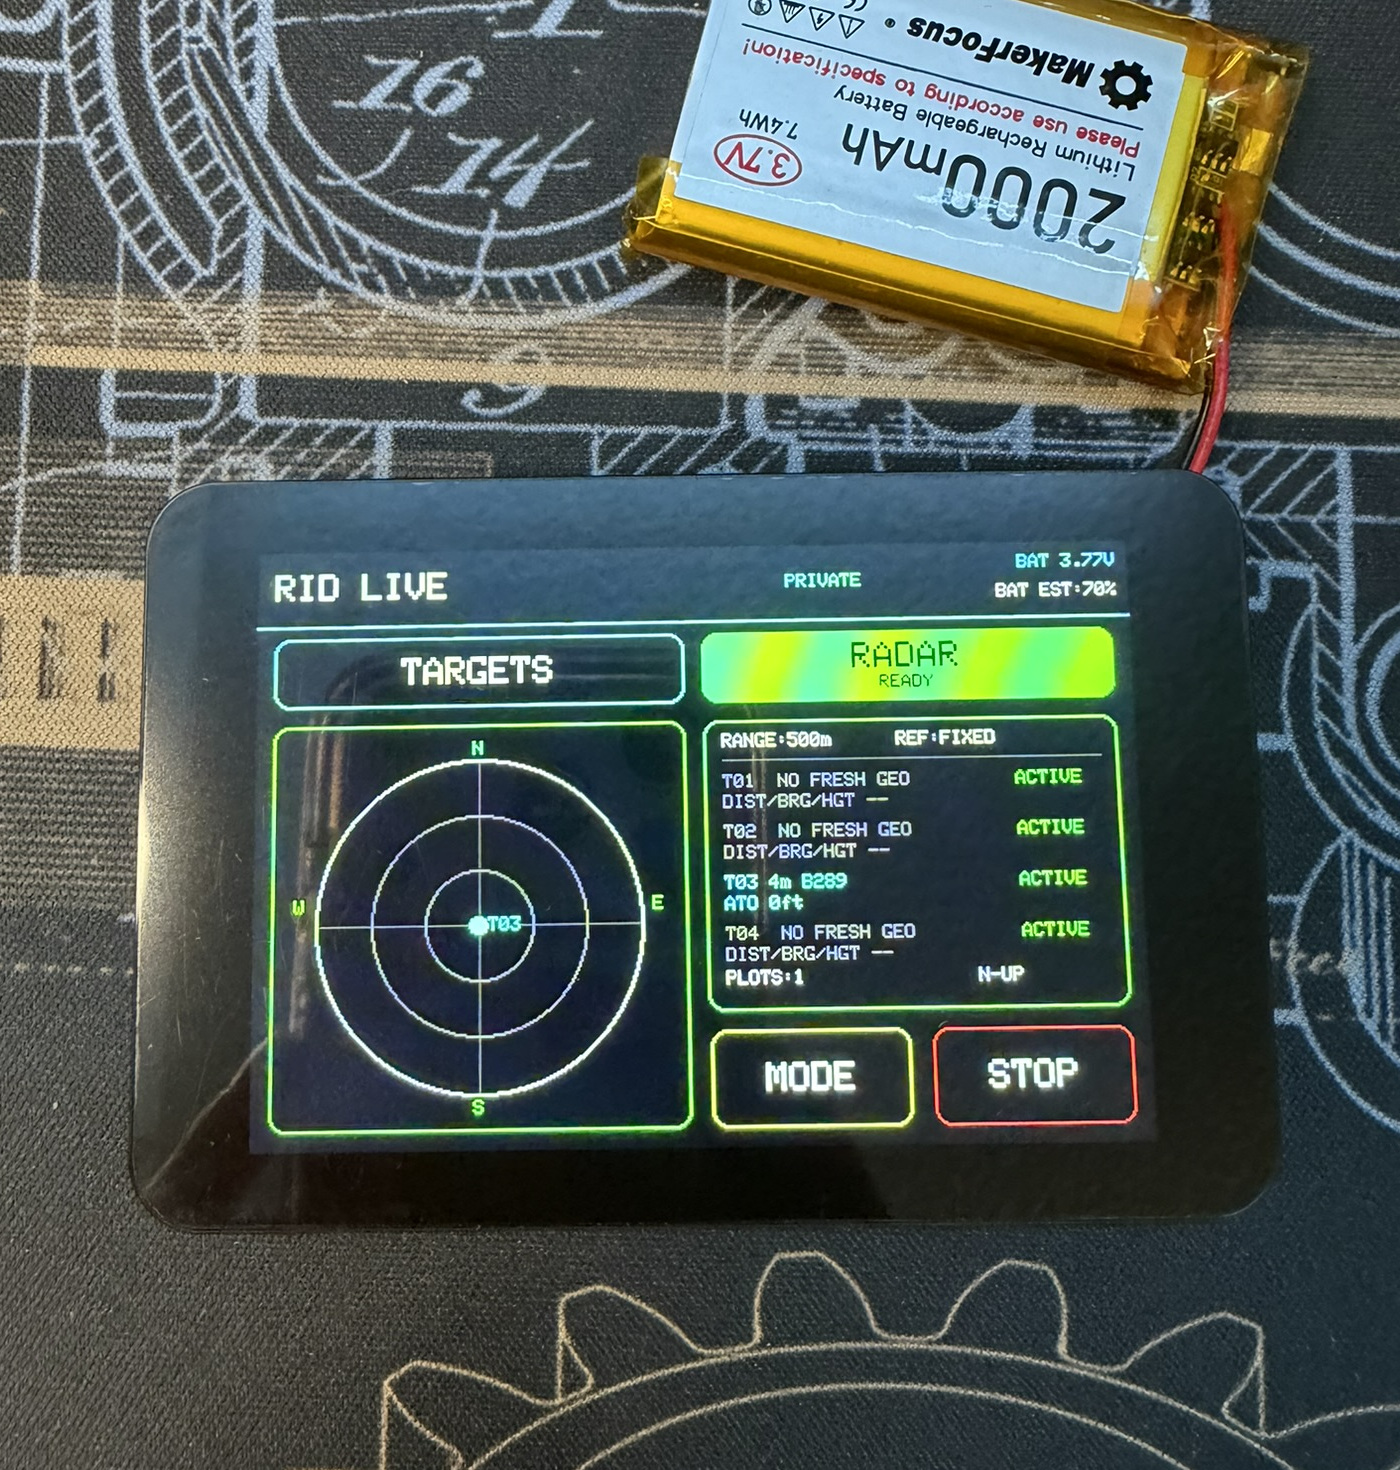 16
14
MakerFocus
Please use according to specification!
Lithium Rechargeable Battery
2000mAh
3.7V
7.4Wh
RID LIVE
PRIVATE
BAT 3.77V
BAT EST:70%
TARGETS
RADAR
READY
N
W
E
S
T03
RANGE:500m REF:FIXED
T01 NO FRESH GEO ACTIVE
DIST/BRG/HGT --
T02 NO FRESH GEO ACTIVE
DIST/BRG/HGT --
T03 4m B289 ACTIVE
ATO 0ft
T04 NO FRESH GEO ACTIVE
DIST/BRG/HGT --
PLOTS:1 N-UP
MODE
STOP